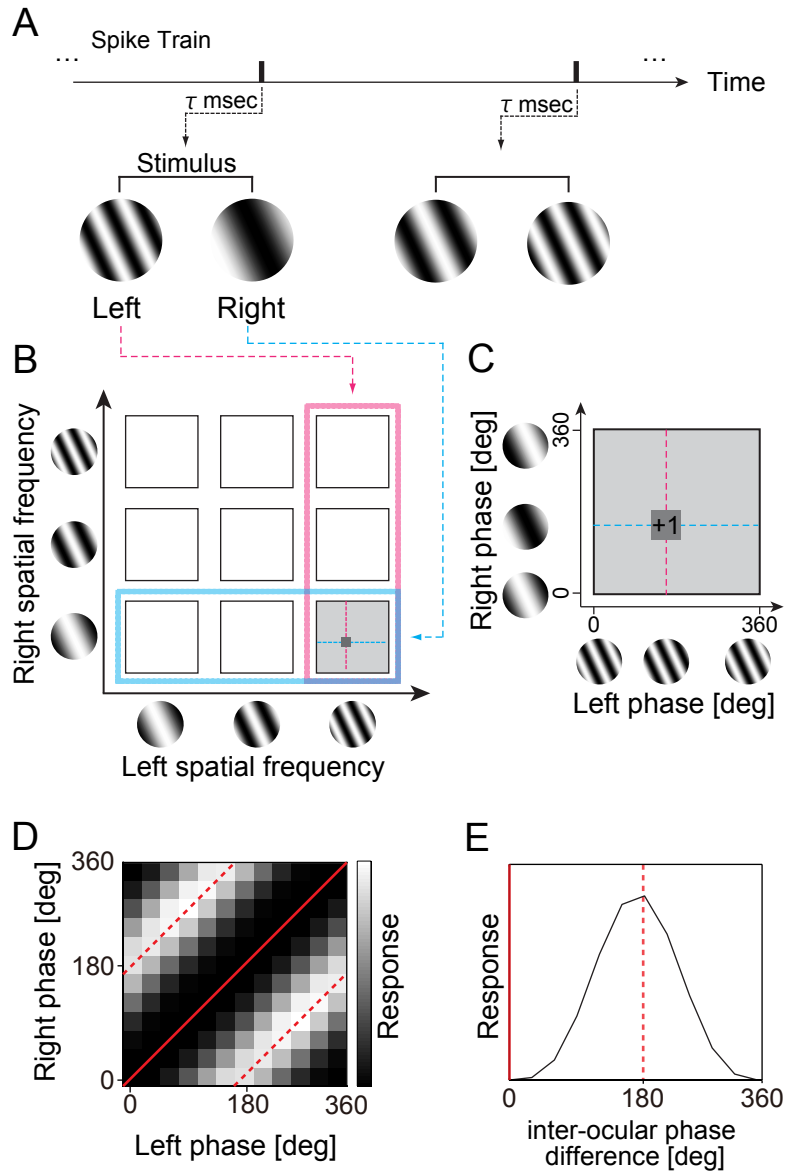 A
Spike Train
... ...
Time
τ msec τ msec
Stimulus
Left Right
B
Right spatial frequency
Left spatial frequency
C
Right phase [deg]
360
+1
0
0 360
Left phase [deg]
D
Right phase [deg]
360
180
0
0 180 360
Left phase [deg]
Response
E
Response
0 180 360
inter-ocular phase
difference [deg]